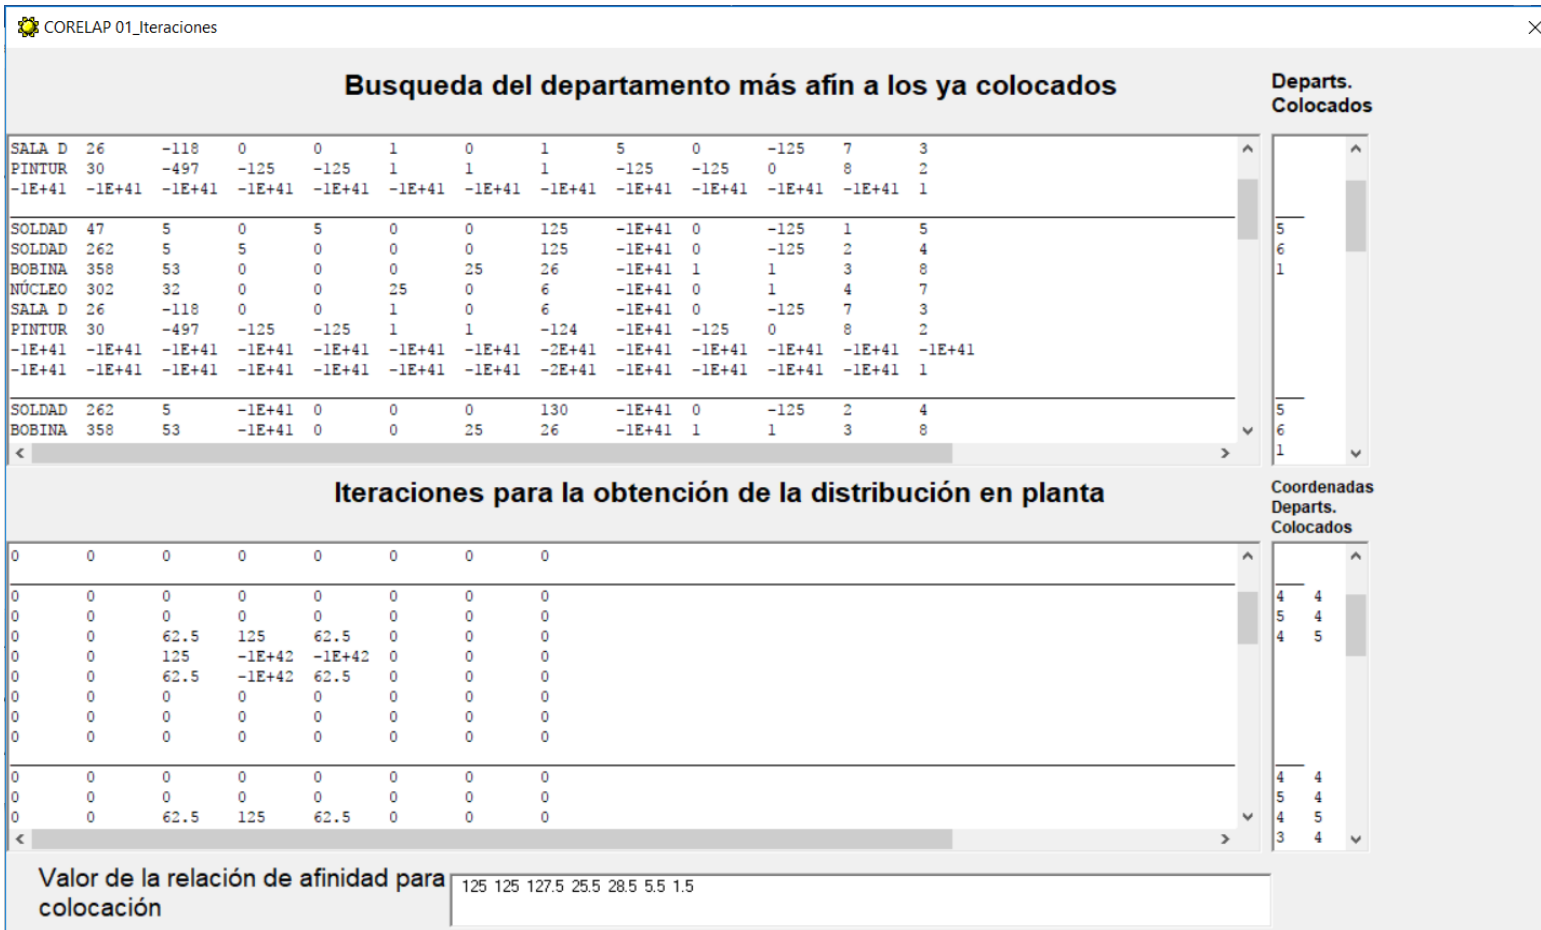 CORELAP 01_Iteraciones
Busqueda del departamento más afin a los ya colocados
Departs.
Colocados
SALA D 26 -118 0 0 1 0 1 5 0 -125 7 3
PINTUR 30 -497 -125 -125 1 1 1 -125 -125 0 8 2
-1E+41 -1E+41 -1E+41 -1E+41 -1E+41 -1E+41 -1E+41 -1E+41 -1E+41 -1E+41 -1E+41 -1E+41 1
SOLDAD 47 5 0 5 0 0 125 -1E+41 0 -125 1 5
SOLDAD 262 5 5 0 0 0 125 -1E+41 0 -125 2 4
BOBINA 358 53 0 0 0 25 26 -1E+41 1 1 3 8
NÚCLEO 302 32 0 0 25 0 6 -1E+41 0 1 4 7
SALA D 26 -118 0 0 1 0 6 -1E+41 0 -125 7 3
PINTUR 30 -497 -125 -125 1 1 -124 -1E+41 -125 0 8 2
-1E+41 -1E+41 -1E+41 -1E+41 -1E+41 -1E+41 -1E+41 -2E+41 -1E+41 -1E+41 -1E+41 -1E+41 -1E+41
-1E+41 -1E+41 -1E+41 -1E+41 -1E+41 -1E+41 -1E+41 -2E+41 -1E+41 -1E+41 -1E+41 -1E+41 1
SOLDAD 262 5 -1E+41 0 0 0 130 -1E+41 0 -125 2 4
BOBINA 358 53 -1E+41 0 0 25 26 -1E+41 1 1 3 8
5
6
1
5
6
1
Iteraciones para la obtención de la distribución en planta
Coordenadas
Departs.
Colocados
0 0 0 0 0 0 0 0
0 0 0 0 0 0 0 0
0 0 0 0 0 0 0 0
0 0 62.5 125 62.5 0 0 0
0 0 125 -1E+42 -1E+42 0 0 0
0 0 62.5 -1E+42 62.5 0 0 0
0 0 0 0 0 0 0 0
0 0 0 0 0 0 0 0
0 0 0 0 0 0 0 0
0 0 0 0 0 0 0 0
0 0 0 0 0 0 0 0
0 0 62.5 125 62.5 0 0 0
4 4
5 4
4 5
4 4
5 4
4 5
3 4
Valor de la relación de afinidad para
colocación
125 125 127.5 25.5 28.5 5.5 1.5